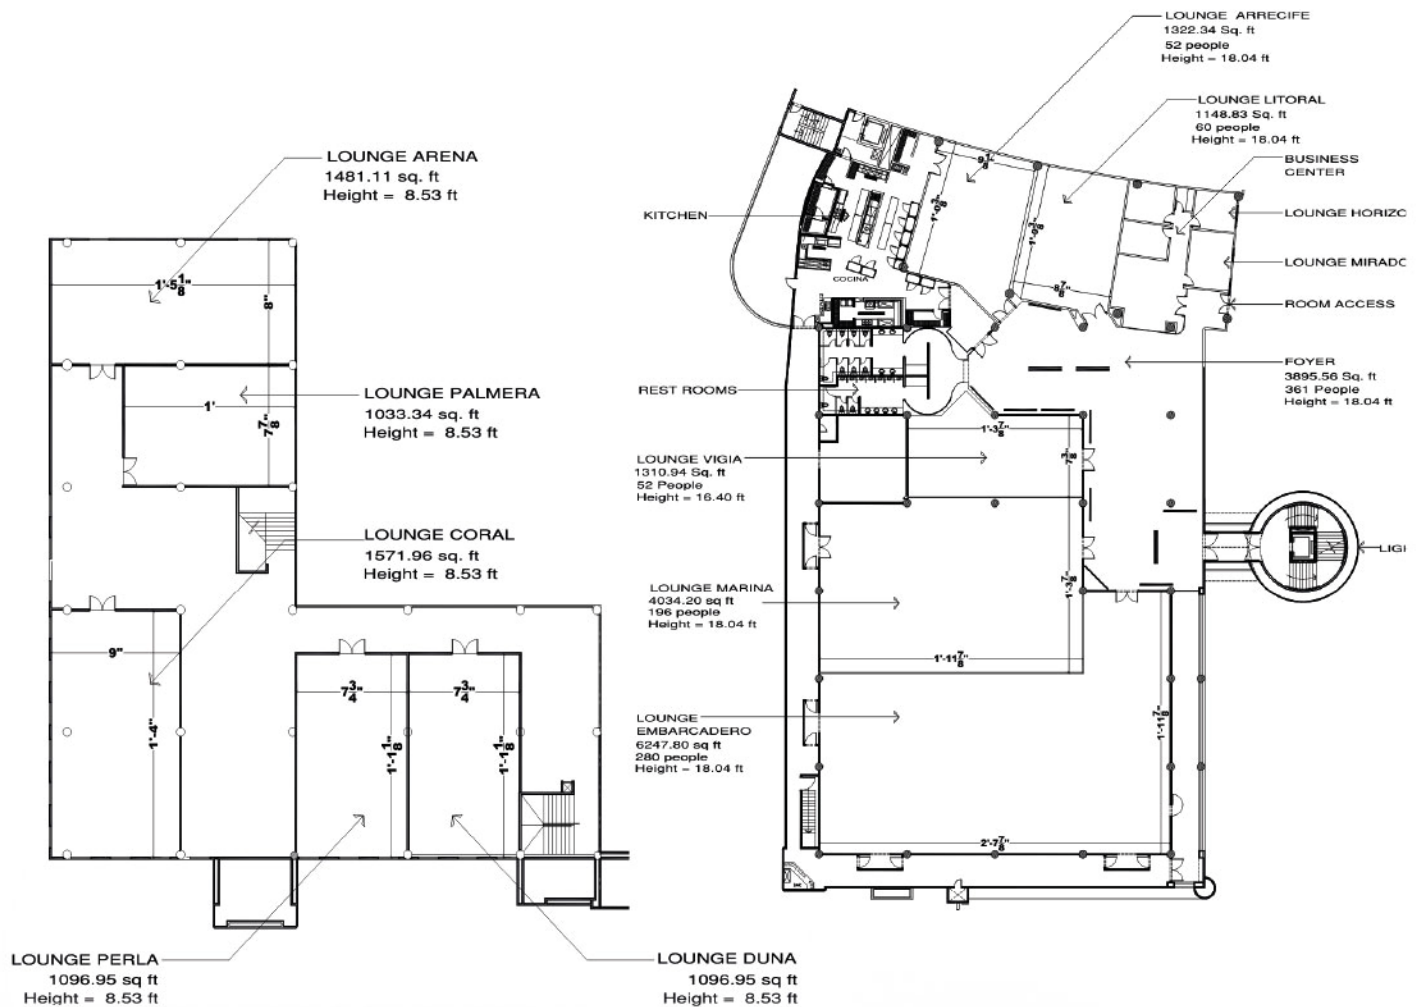 LOUNGE ARENA
1481.11 sq. ft
Height = 8.53 ft
1'-5 1/8"
8"
LOUNGE PALMERA
1033.34 sq. ft
Height = 8.53 ft
1'
7 7/8"
LOUNGE CORAL
1571.96 sq. ft
Height = 8.53 ft
9"
1'-4"
7 3/4"
7 3/4"
1'-1 1/8"
1'-1 1/8"
LOUNGE PERLA
1096.95 sq ft
Height = 8.53 ft
LOUNGE DUNA
1096.95 sq ft
Height = 8.53 ft
LOUNGE ARRECIFE
1322.34 Sq. ft
52 people
Height = 18.04 ft
LOUNGE LITORAL
1148.83 Sq. ft
60 people
Height = 18.04 ft
BUSINESS
CENTER
KITCHEN
LOUNGE HORIZO
LOUNGE MIRADO
ROOM ACCESS
COCINA
FOYER
3895.56 Sq. ft
361 People
Height = 18.04 ft
REST ROOMS
1'-3 7/8"
7 3/8"
LOUNGE VIGIA
1310.94 Sq. ft
52 People
Height = 16.40 ft
LIGI
LOUNGE MARINA
4034.20 sq ft
196 people
Height = 18.04 ft
1'-3 7/8"
1'-11 7/8"
LOUNGE
EMBARCADERO
6247.80 sq ft
280 people
Height = 18.04 ft
1'-11 7/8"
2'-7 7/8"